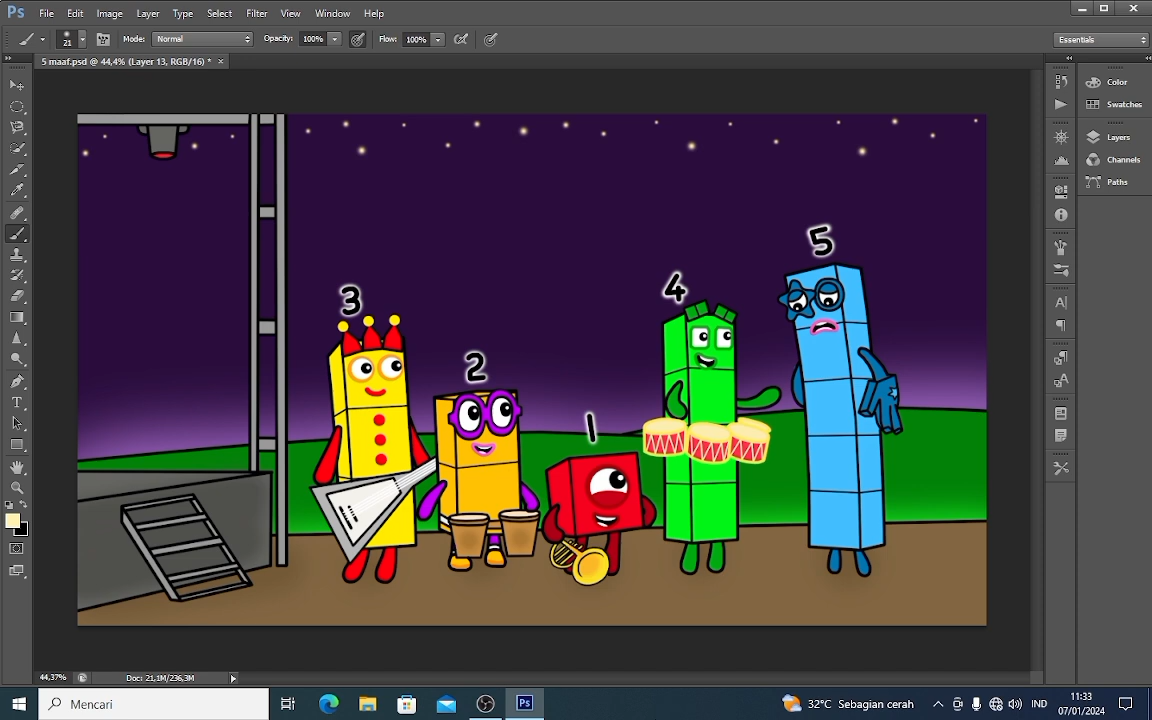 Ps File Edit Image Layer Type Select Filter View Window Help
21 Mode: Normal Opacity: 100% Flow: 100% Essentials
5 maaf.psd @ 44,4% (Layer 13, RGB/16) * ×
Color
Swatches
Layers
Channels
Paths
5
4
3
2
1
44,37% Doc: 21,1M/236,3M
Mencari
Ps
32°C Sebagian cerah
IND
11:33
07/01/2024